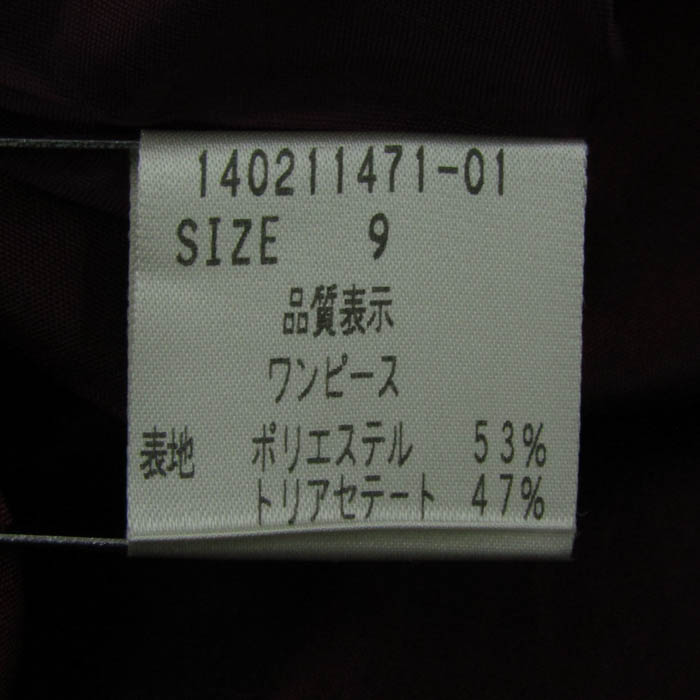 140211471-01
SIZE 9
品質表示
ワンピース
表地 ポリエステル 53%
トリアセテート 47%